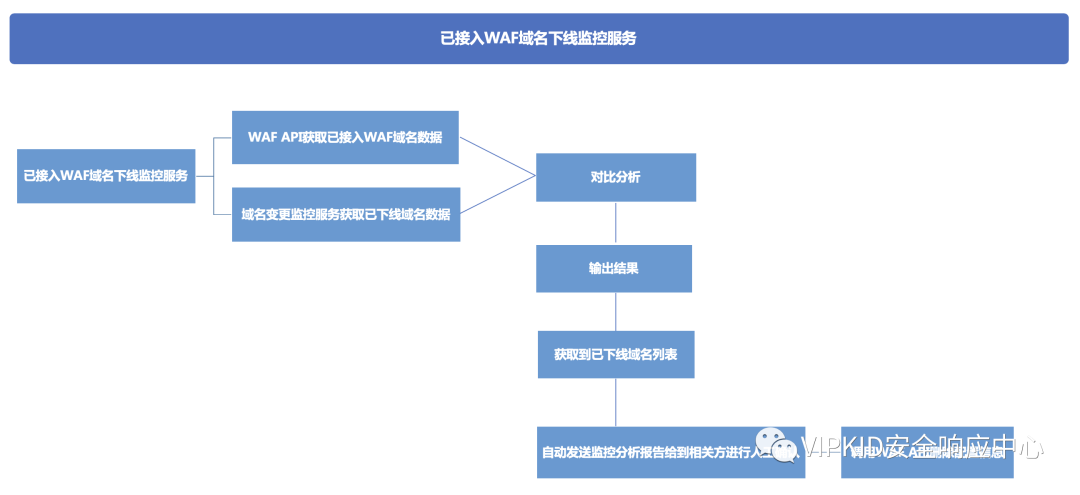 已接入WAF域名下线监控服务
WAF API获取已接入WAF域名数据
已接入WAF域名下线监控服务
域名变更监控服务获取已下线域名数据
对比分析
输出结果
获取到已下线域名列表
自动发送监控分析报告给到相关方进行人
VIPKID安全响应中心